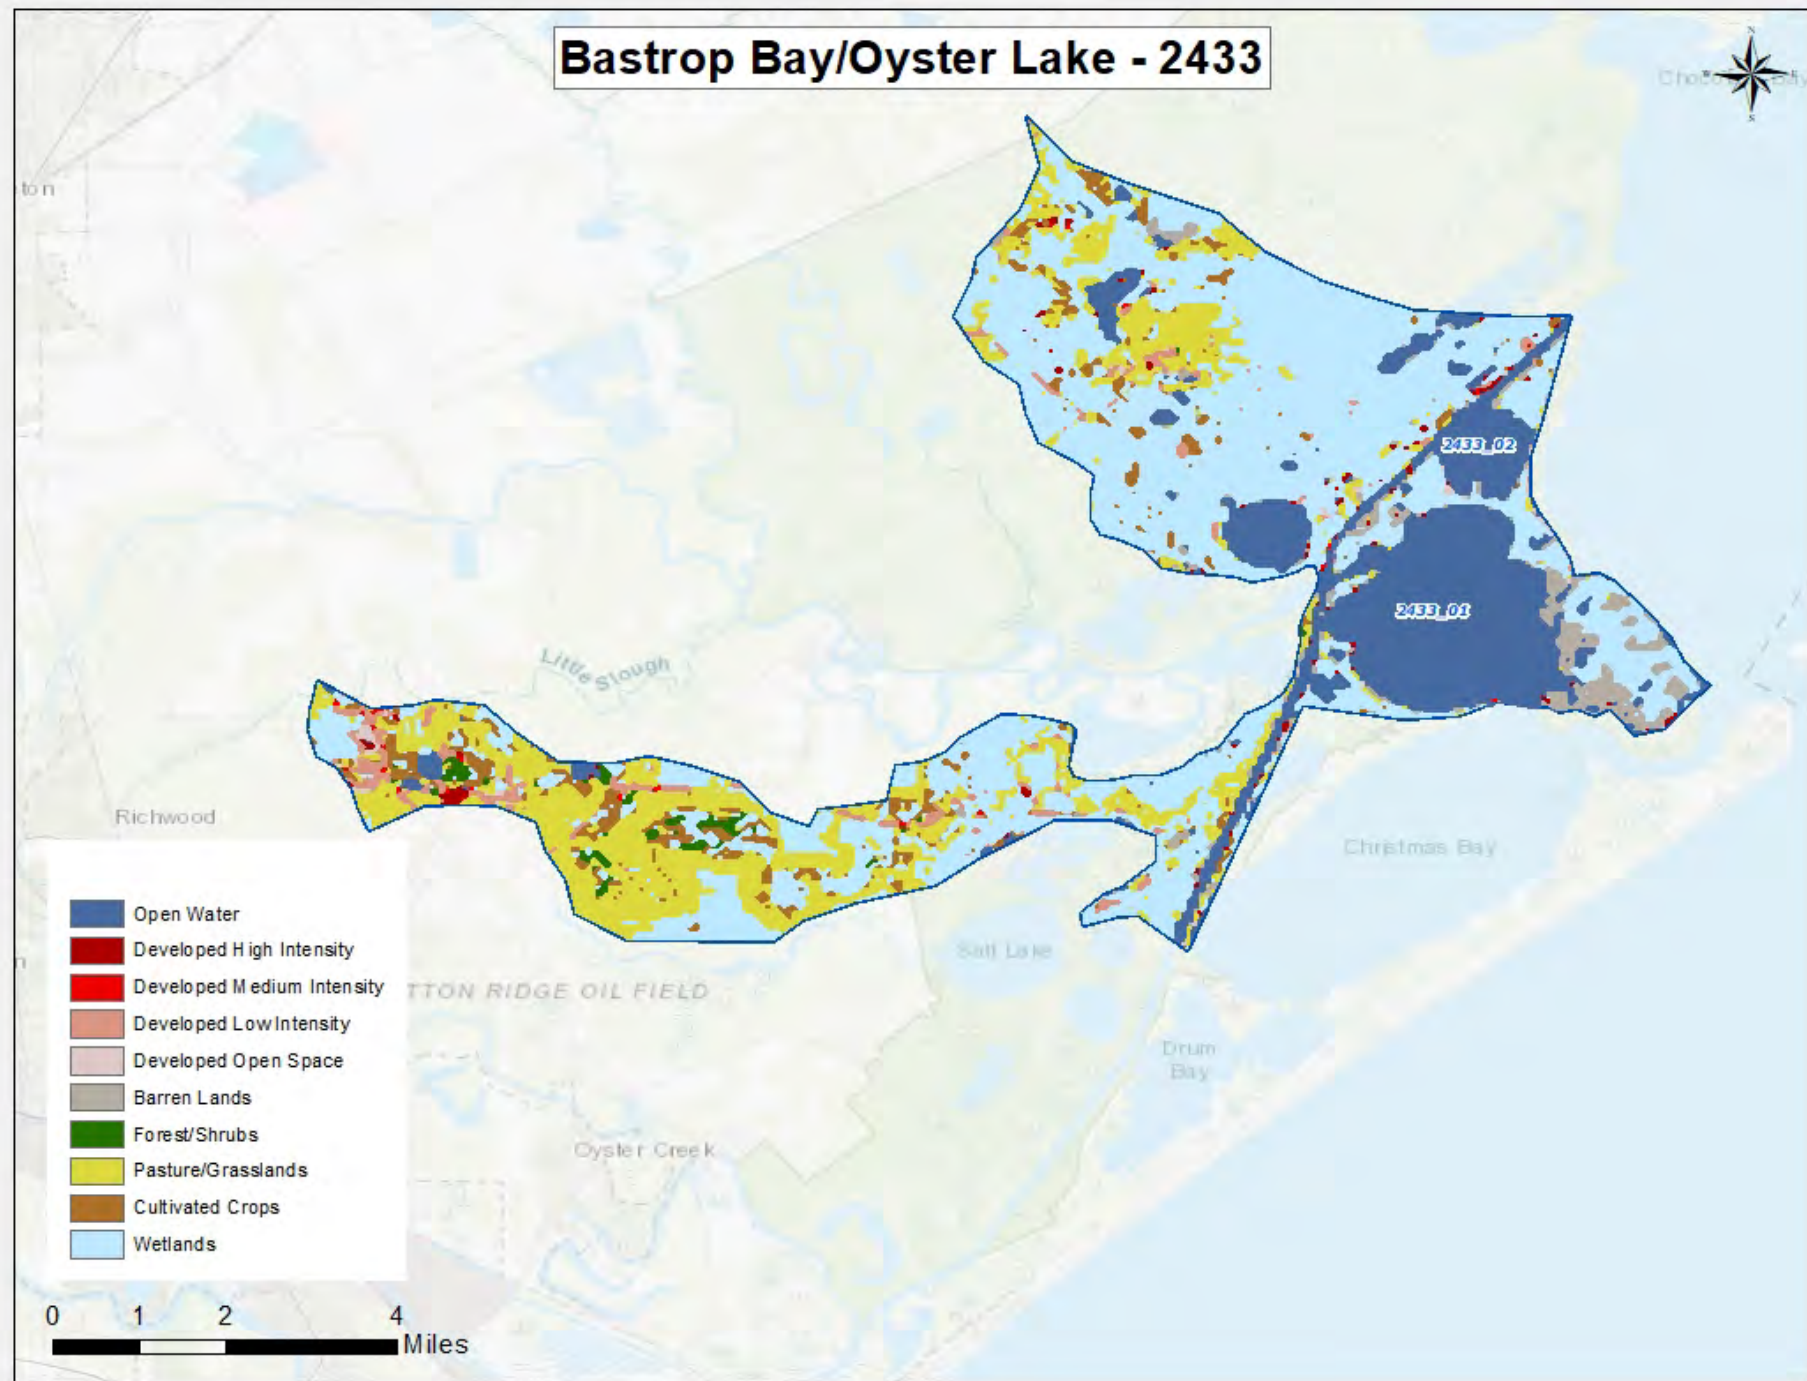 Bastrop Bay/Oyster Lake - 2433
N
S
ton
2433_02
2433_01
Little Slough
Richwood
Christmas Bay
Salt Lake
TTON RIDGE OIL FIELD
Drum
Bay
Oyster Creek
Open Water
Developed High Intensity
Developed Medium Intensity
Developed Low Intensity
Developed Open Space
Barren Lands
Forest/Shrubs
Pasture/Grasslands
Cultivated Crops
Wetlands
0 1 2 4
Miles